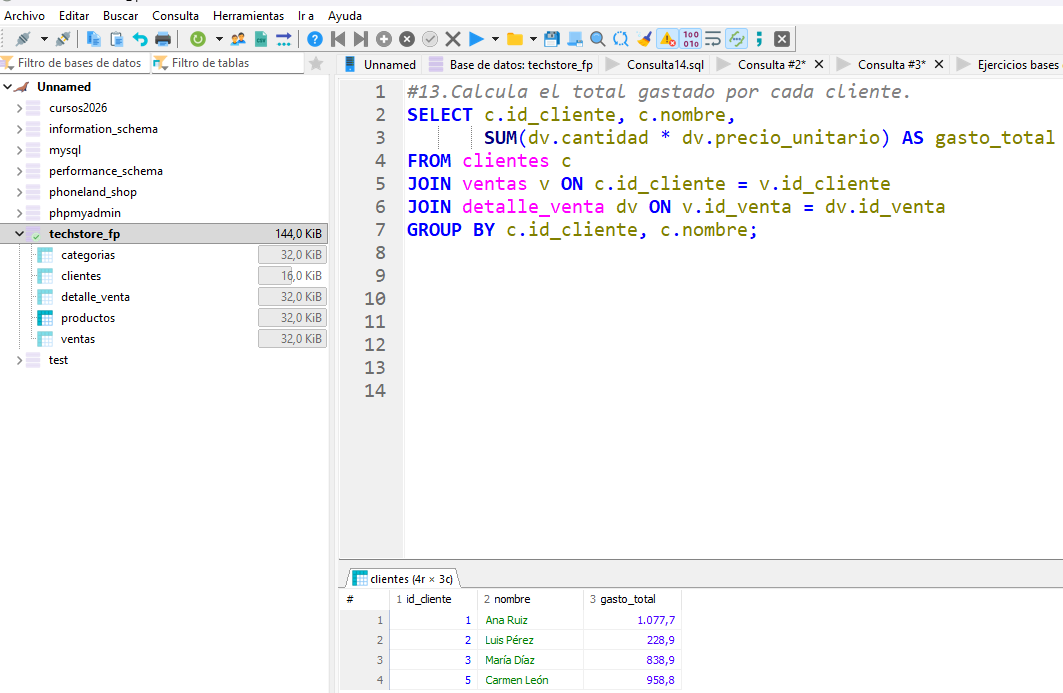 Archivo Editar Buscar Consulta Herramientas Ir a Ayuda
Filtro de bases de datos Filtro de tablas
Unnamed Base de datos: techstore_fp Consulta14.sql Consulta #2* Consulta #3* Ejercicios bases
Unnamed
cursos2026
information_schema
mysql
performance_schema
phoneland_shop
phpmyadmin
techstore_fp 144,0 KiB
categorias 32,0 KiB
clientes 16,0 KiB
detalle_venta 32,0 KiB
productos 32,0 KiB
ventas 32,0 KiB
test
1 #13.Calcula el total gastado por cada cliente.
2 SELECT c.id_cliente, c.nombre,
3 SUM(dv.cantidad * dv.precio_unitario) AS gasto_total
4 FROM clientes c
5 JOIN ventas v ON c.id_cliente = v.id_cliente
6 JOIN detalle_venta dv ON v.id_venta = dv.id_venta
7 GROUP BY c.id_cliente, c.nombre;
8
9
10
11
12
13
14
clientes (4r × 3c)
# 1 id_cliente 2 nombre 3 gasto_total
1 1 Ana Ruiz 1.077,7
2 2 Luis Pérez 228,9
3 3 María Díaz 838,9
4 5 Carmen León 958,8